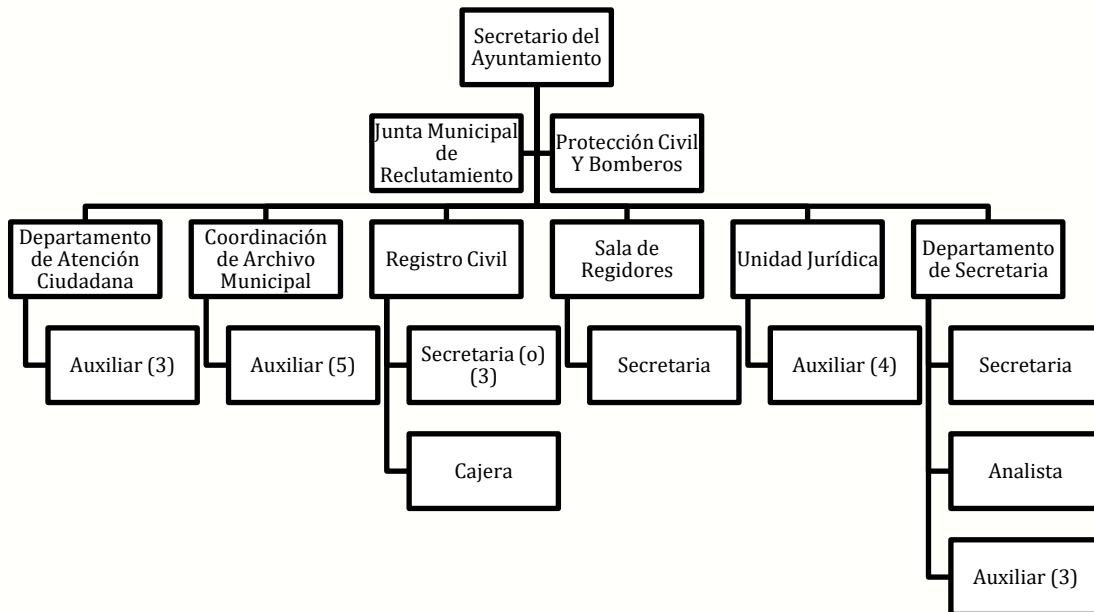 Secretario del
Ayuntamiento
Junta Municipal
de
Reclutamiento
Protección Civil
Y Bomberos
Departamento
de Atención
Ciudadana
Coordinación
de Archivo
Municipal
Registro Civil
Sala de
Regidores
Unidad Jurídica
Departamento
de Secretaria
Auxiliar (3)
Auxiliar (5)
Secretaria (o)
(3)
Cajera
Secretaria
Auxiliar (4)
Secretaria
Analista
Auxiliar (3)